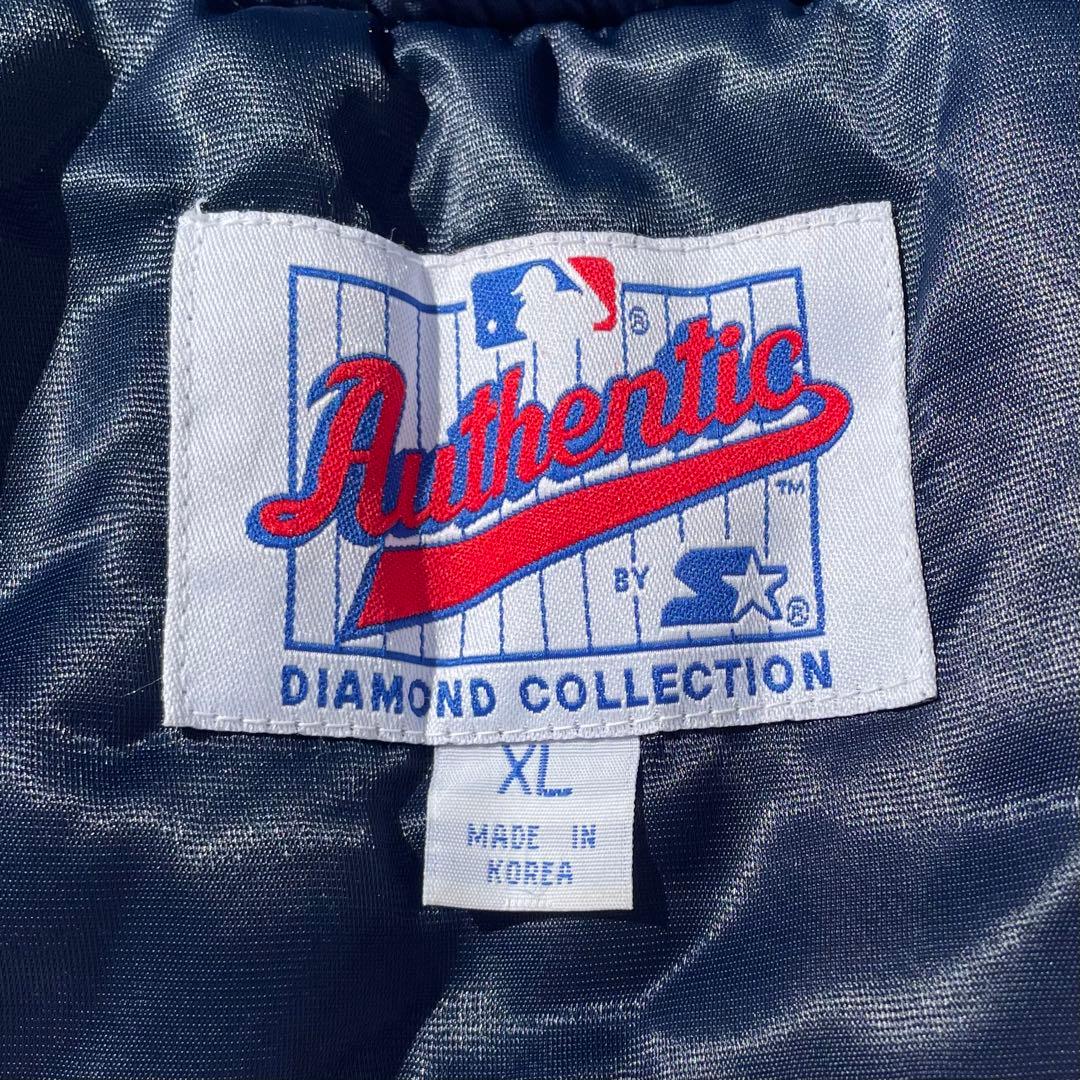 ®
Authentic
™
BY ®
DIAMOND COLLECTION
XL
MADE IN
KOREA